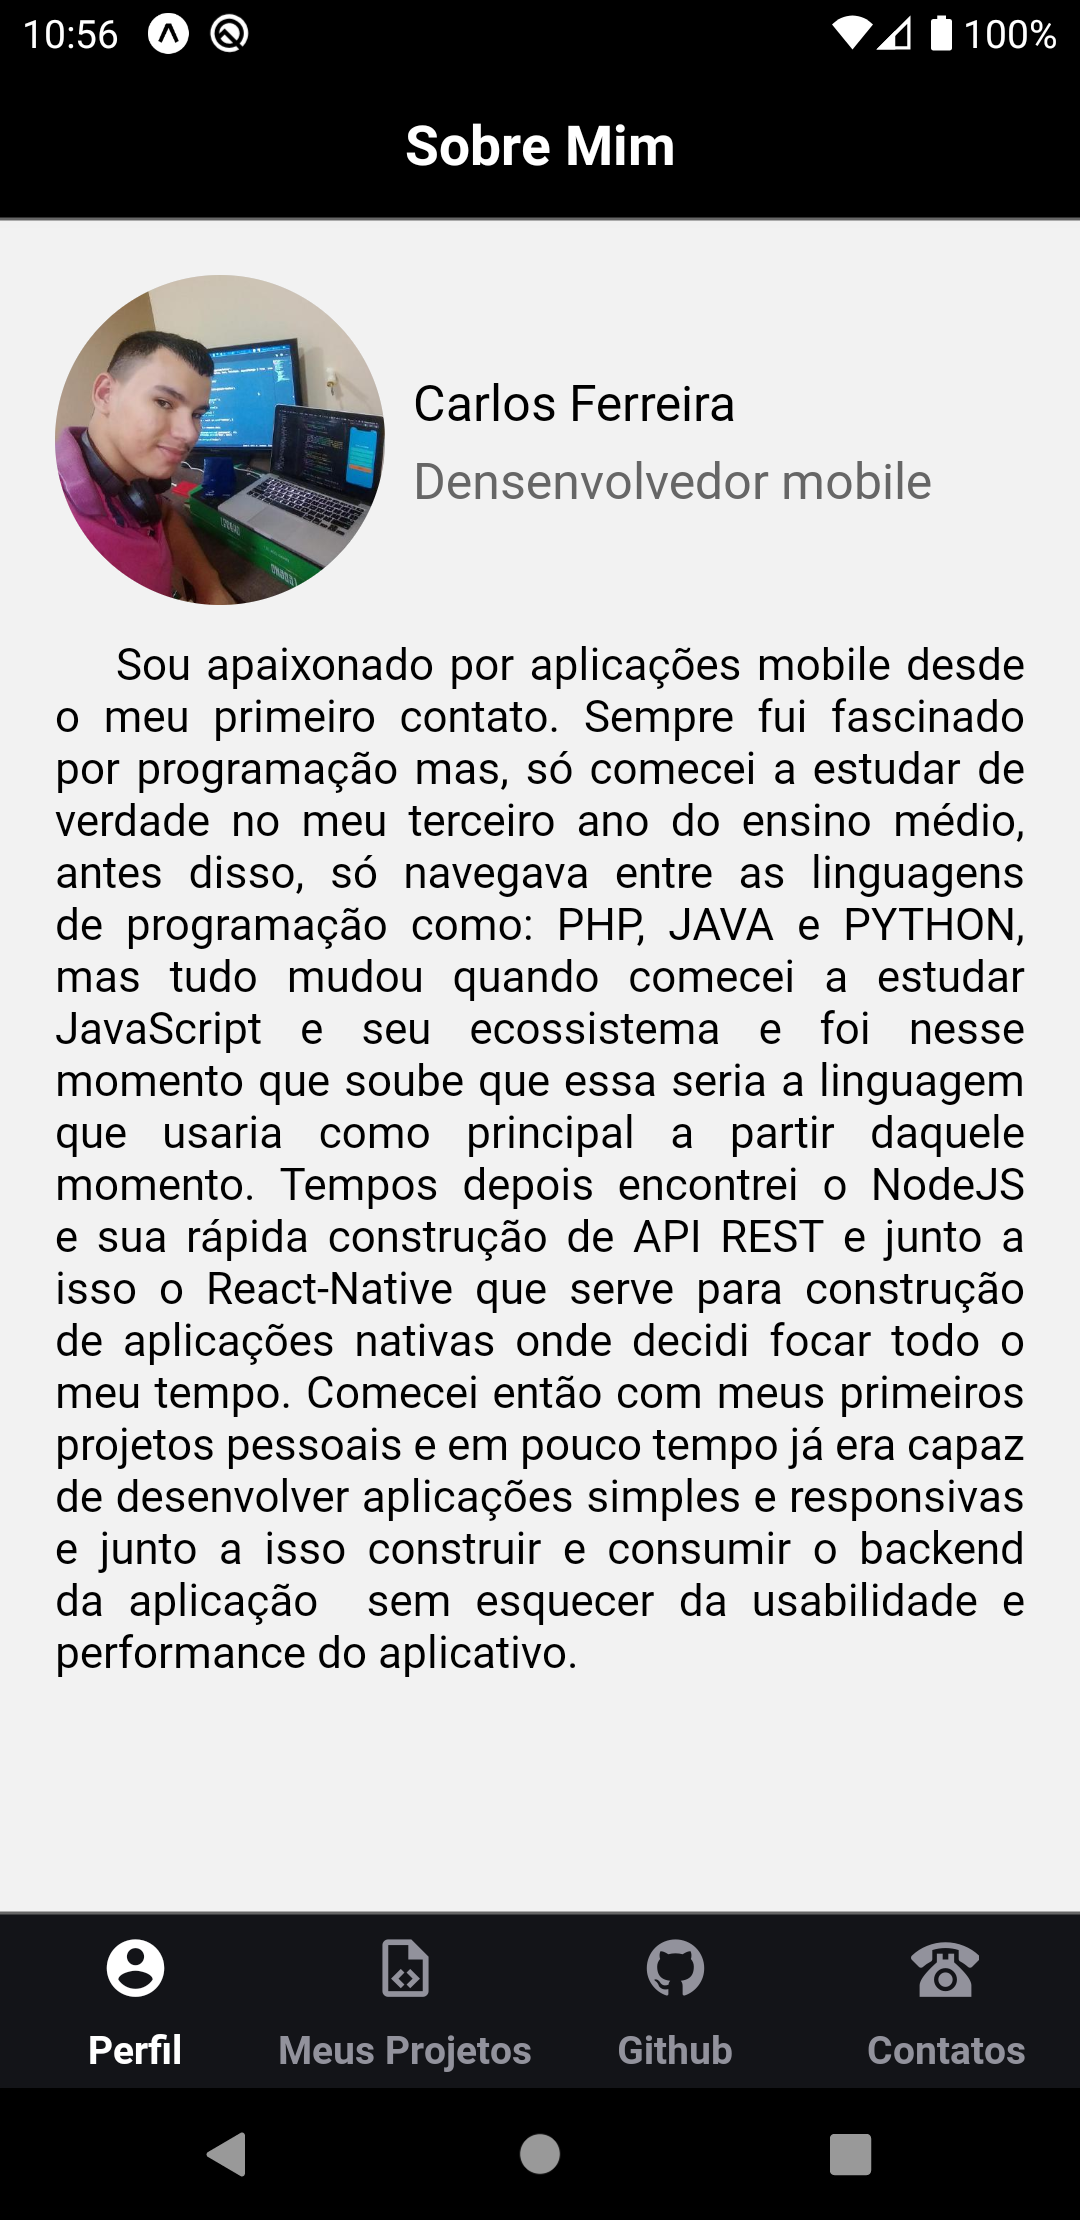 10:56 100%
Sobre Mim
Carlos Ferreira
Densenvolvedor mobile
Sou apaixonado por aplicações mobile desde
o meu primeiro contato. Sempre fui fascinado
por programação mas, só comecei a estudar de
verdade no meu terceiro ano do ensino médio,
antes disso, só navegava entre as linguagens
de programação como: PHP, JAVA e PYTHON,
mas tudo mudou quando comecei a estudar
JavaScript e seu ecossistema e foi nesse
momento que soube que essa seria a linguagem
que usaria como principal a partir daquele
momento. Tempos depois encontrei o NodeJS
e sua rápida construção de API REST e junto a
isso o React-Native que serve para construção
de aplicações nativas onde decidi focar todo o
meu tempo. Comecei então com meus primeiros
projetos pessoais e em pouco tempo já era capaz
de desenvolver aplicações simples e responsivas
e junto a isso construir e consumir o backend
da aplicação  sem esquecer da usabilidade e
performance do aplicativo.
Perfil
Meus Projetos
Github
Contatos